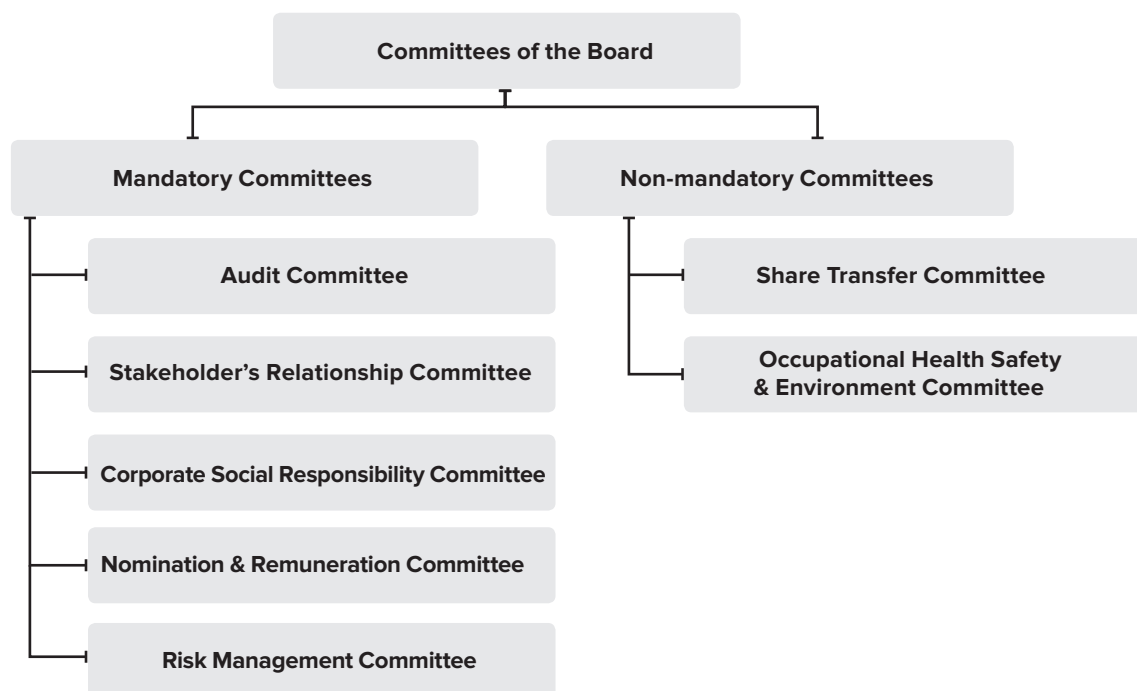 Committees of the Board
Mandatory Committees
Non-mandatory Committees
Audit Committee
Stakeholder’s Relationship Committee
Corporate Social Responsibility Committee
Nomination & Remuneration Committee
Risk Management Committee
Share Transfer Committee
Occupational Health Safety
& Environment Committee